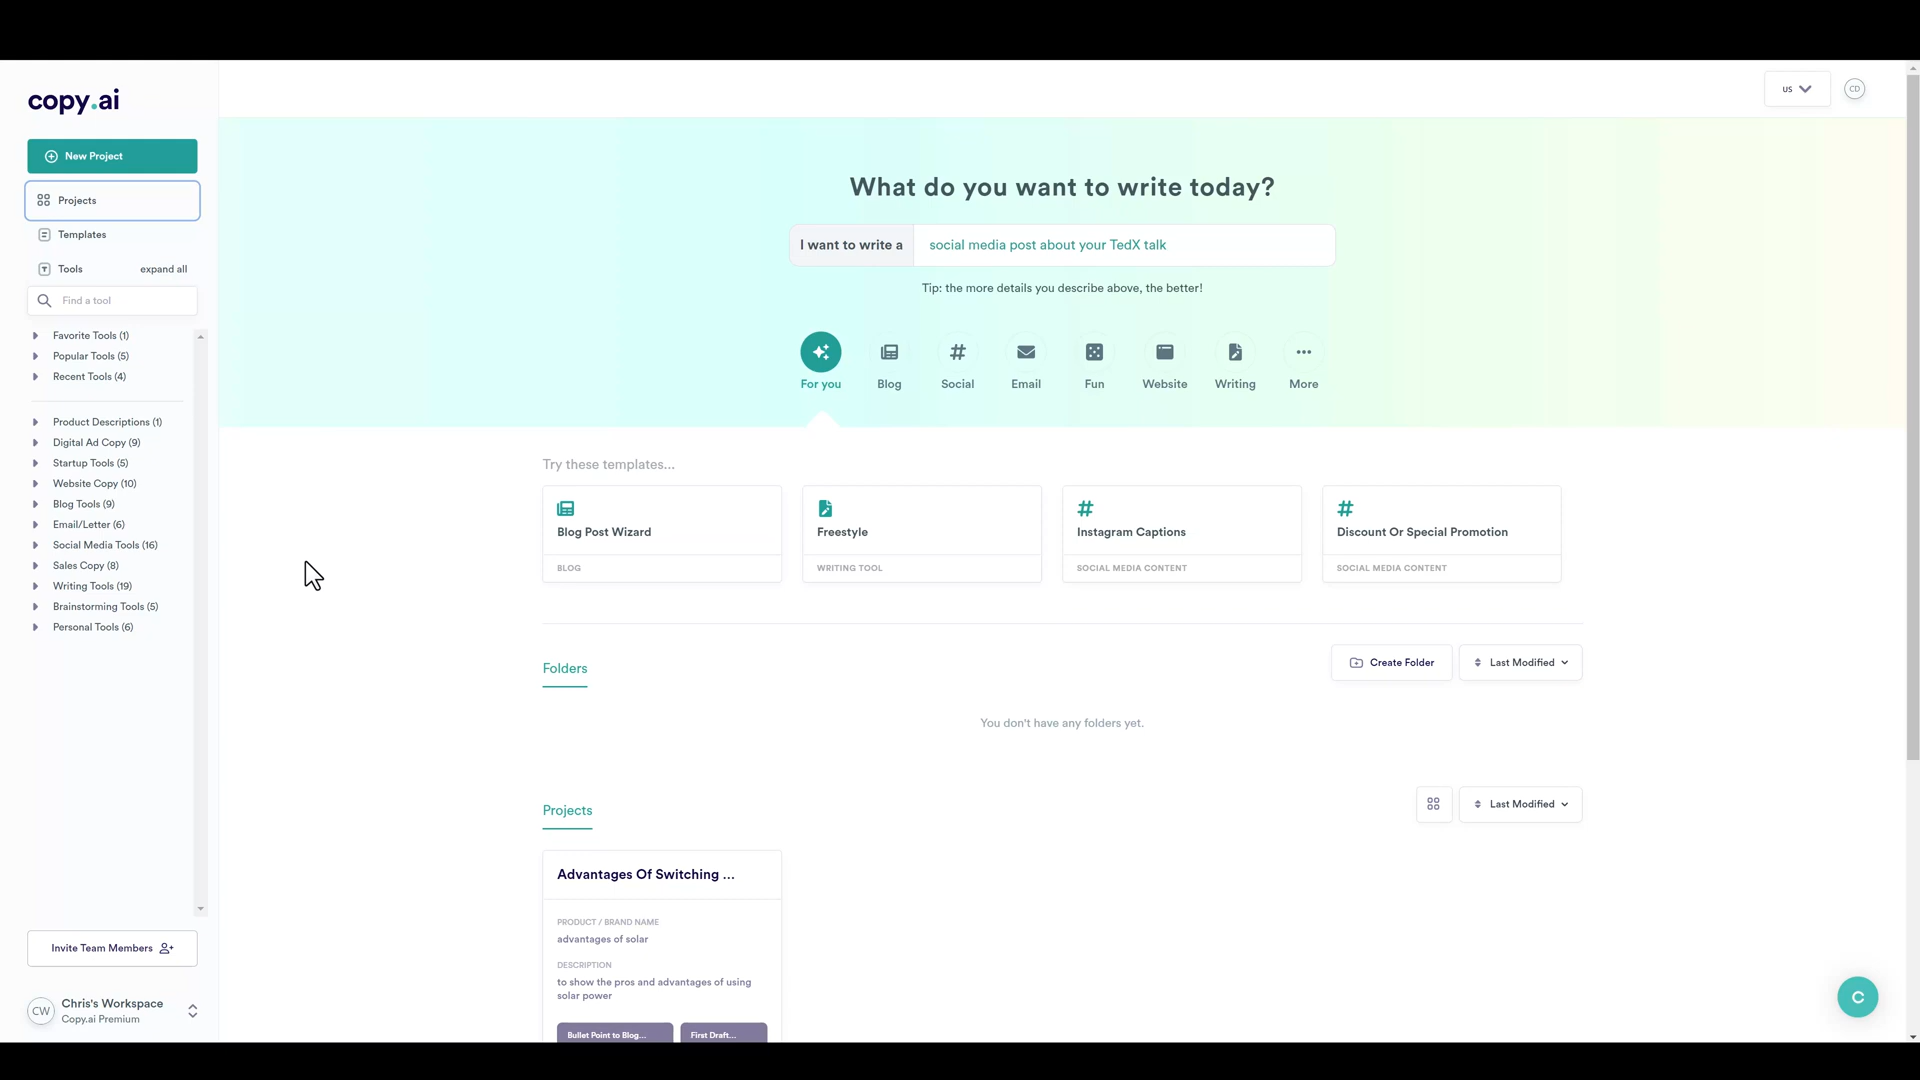 copy.ai
US
CD
New Project
Projects
Templates
Tools
expand all
Find a tool
Favorite Tools (1)
Popular Tools (5)
Recent Tools (4)
Product Descriptions (1)
Digital Ad Copy (9)
Startup Tools (5)
Website Copy (10)
Blog Tools (9)
Email/Letter (6)
Social Media Tools (16)
Sales Copy (8)
Writing Tools (19)
Brainstorming Tools (5)
Personal Tools (6)
Invite Team Members
CW
Chris's Workspace
Copy.ai Premium
What do you want to write today?
I want to write a
social media post about your TedX talk
Tip: the more details you describe above, the better!
For you
Blog
Social
Email
Fun
Website
Writing
More
Try these templates...
Blog Post Wizard
BLOG
Freestyle
WRITING TOOL
Instagram Captions
SOCIAL MEDIA CONTENT
Discount Or Special Promotion
SOCIAL MEDIA CONTENT
Folders
Create Folder
Last Modified
You don't have any folders yet.
Projects
Last Modified
Advantages Of Switching ...
PRODUCT / BRAND NAME
advantages of solar
DESCRIPTION
to show the pros and advantages of using
solar power
Bullet Point to Blog...
First Draft...
C